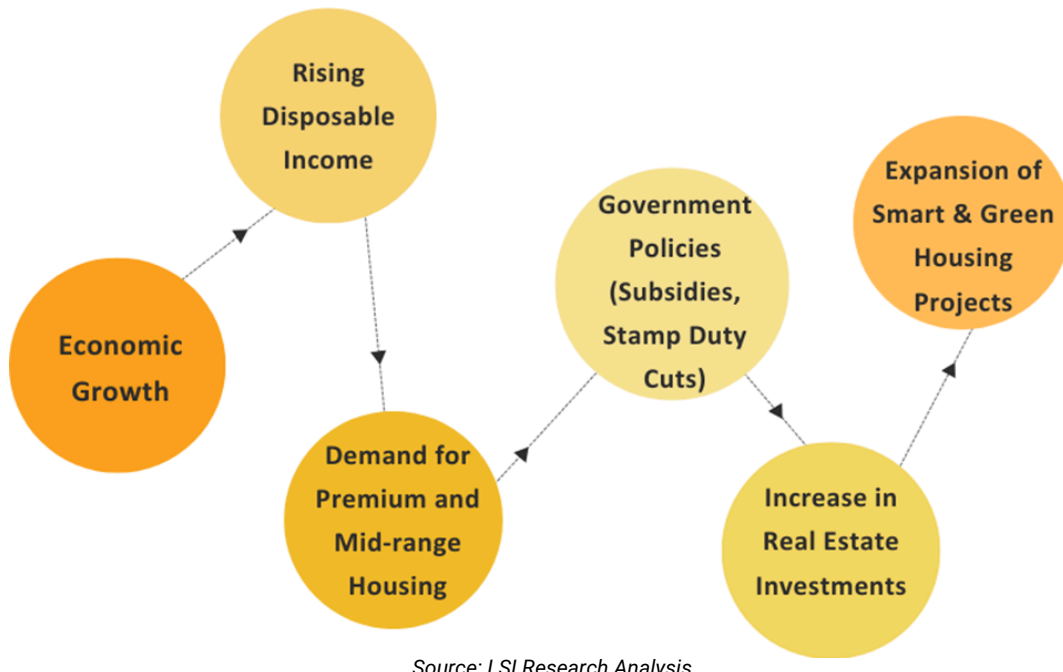 Rising
Disposable
Income
Economic
Growth
Demand for
Premium and
Mid-range
Housing
Government
Policies
(Subsidies,
Stamp Duty
Cuts)
Increase in
Real Estate
Investments
Expansion of
Smart & Green
Housing
Projects
Source: LSI Research Analysis